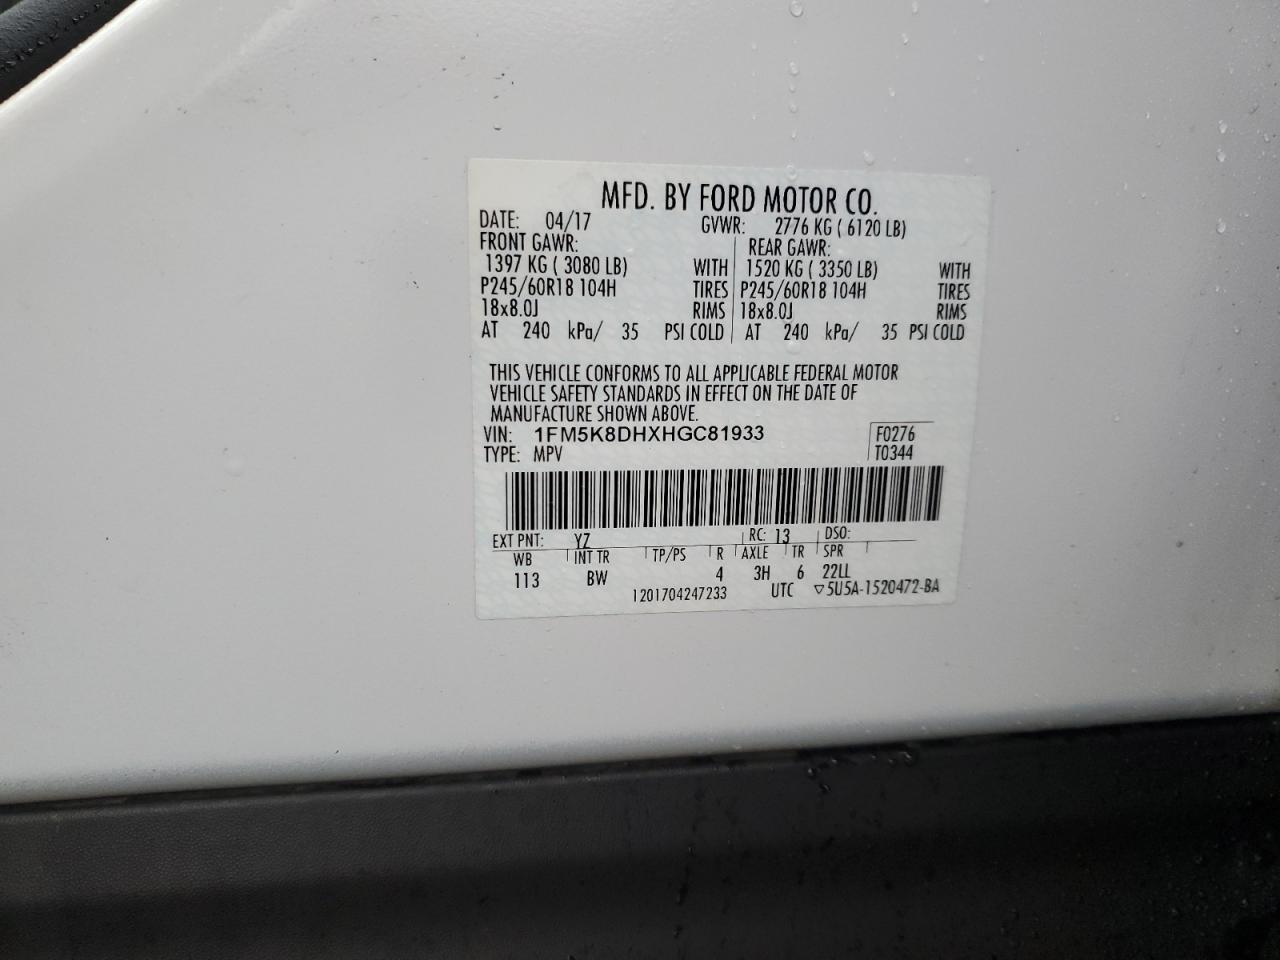 MFD. BY FORD MOTOR CO.
DATE: 04/17 GVWR: 2776 KG ( 6120 LB)
FRONT GAWR: REAR GAWR:
1397 KG ( 3080 LB) WITH 1520 KG ( 3350 LB) WITH
P245/60R18 104H TIRES P245/60R18 104H TIRES
18x8.0J RIMS 18x8.0J RIMS
AT 240 kPa/ 35 PSI COLD AT 240 kPa/ 35 PSI COLD
THIS VEHICLE CONFORMS TO ALL APPLICABLE FEDERAL MOTOR
VEHICLE SAFETY STANDARDS IN EFFECT ON THE DATE OF
MANUFACTURE SHOWN ABOVE.
VIN: 1FM5K8DHXHGC81933 F0276
TYPE: MPV T0344
EXT PNT: YZ RC: 13 DSO:
WB INT TR TP/PS R AXLE TR SPR
113 BW 4 3H 6 22LL
1201704247233 UTC ▽5U5A-1520472-BA